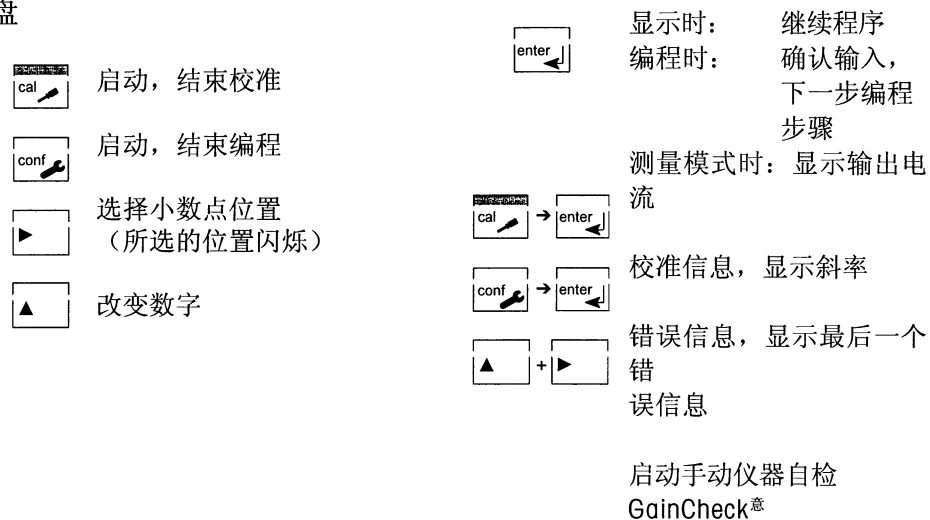 盘
cal 启动，结束校准
conf 启动，结束编程
选择小数点位置
（所选的位置闪烁）
改变数字
enter
显示时： 继续程序
编程时： 确认输入，
下一步编程
步骤
测量模式时：显示输出电
流
cal → enter
校准信息，显示斜率
conf → enter
错误信息，显示最后一个
错
误信息
+
启动手动仪器自检
GainCheck意